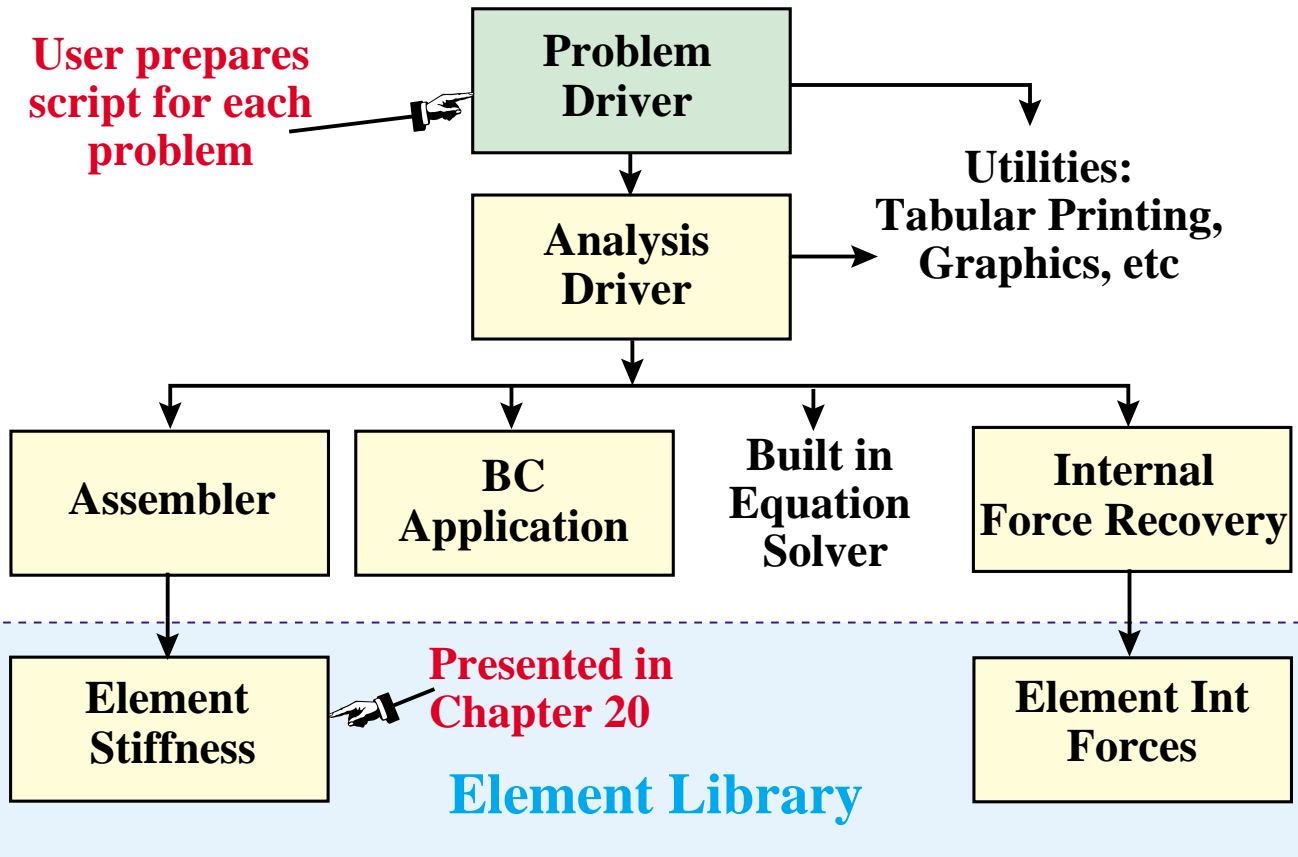 User prepares
script for each
problem
Problem
Driver
Utilities:
Tabular Printing,
Graphics, etc
Analysis
Driver
Assembler
BC
Application
Built in
Equation
Solver
Internal
Force Recovery
Element
Stiffness
Presented in
Chapter 20
Element Int
Forces
Element Library